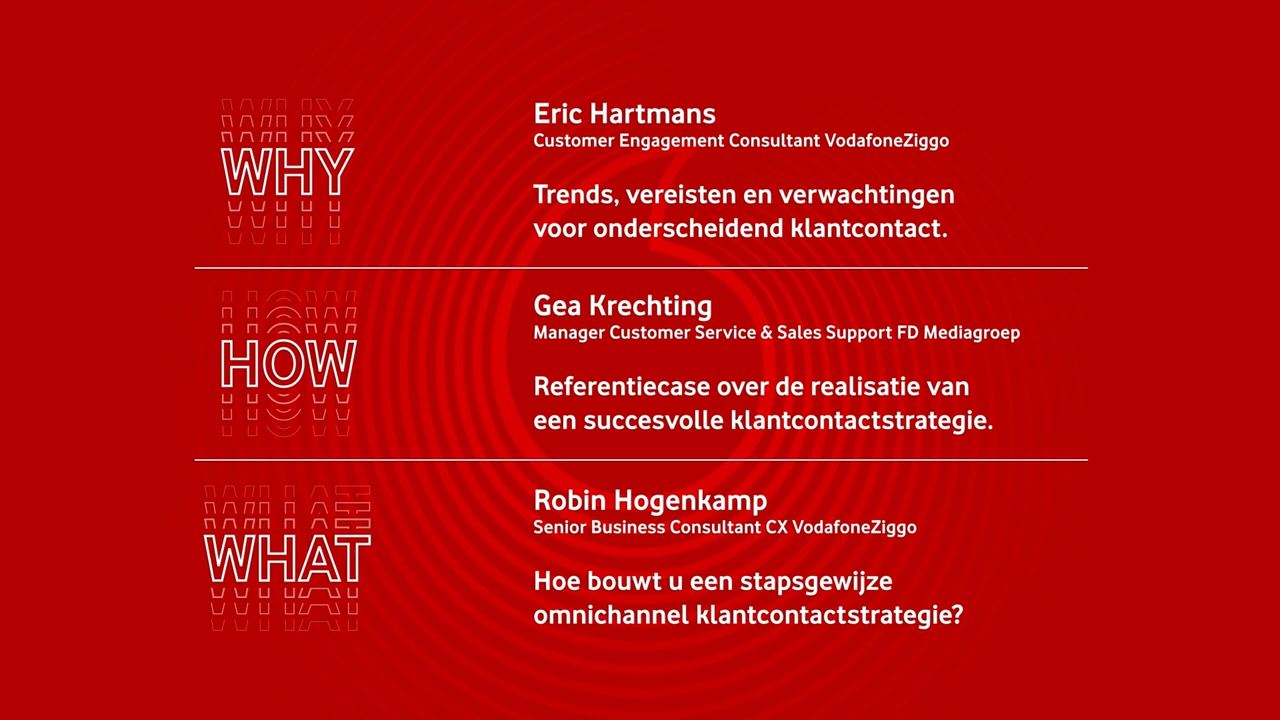 WHY
Eric Hartmans
Customer Engagement Consultant VodafoneZiggo
Trends, vereisten en verwachtingen
voor onderscheidend klantcontact.
HOW
Gea Krechting
Manager Customer Service & Sales Support FD Mediagroep
Referentiecase over de realisatie van
een succesvolle klantcontactstrategie.
WHAT
Robin Hogenkamp
Senior Business Consultant CX VodafoneZiggo
Hoe bouwt u een stapsgewijze
omnichannel klantcontactstrategie?